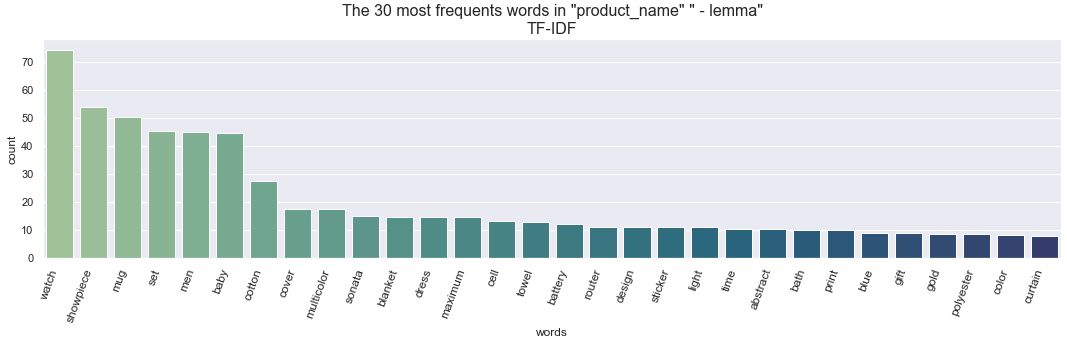 The 30 most frequents words in "product_name" " - lemma"
TF-IDF
70
60
50
40
30
20
10
0
count
watch
showpiece
mug
set
men
baby
cotton
cover
multicolor
sonata
blanket
dress
maximum
cell
towel
battery
router
design
sticker
light
time
abstract
bath
print
blue
gift
gold
polyester
color
curtain
words